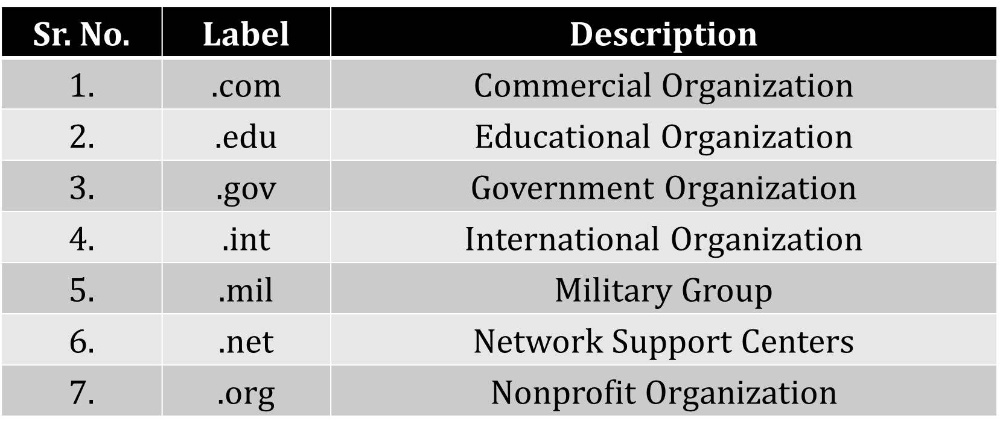 Sr. No. Label Description
1. .com Commercial Organization
2. .edu Educational Organization
3. .gov Government Organization
4. .int International Organization
5. .mil Military Group
6. .net Network Support Centers
7. .org Nonprofit Organization